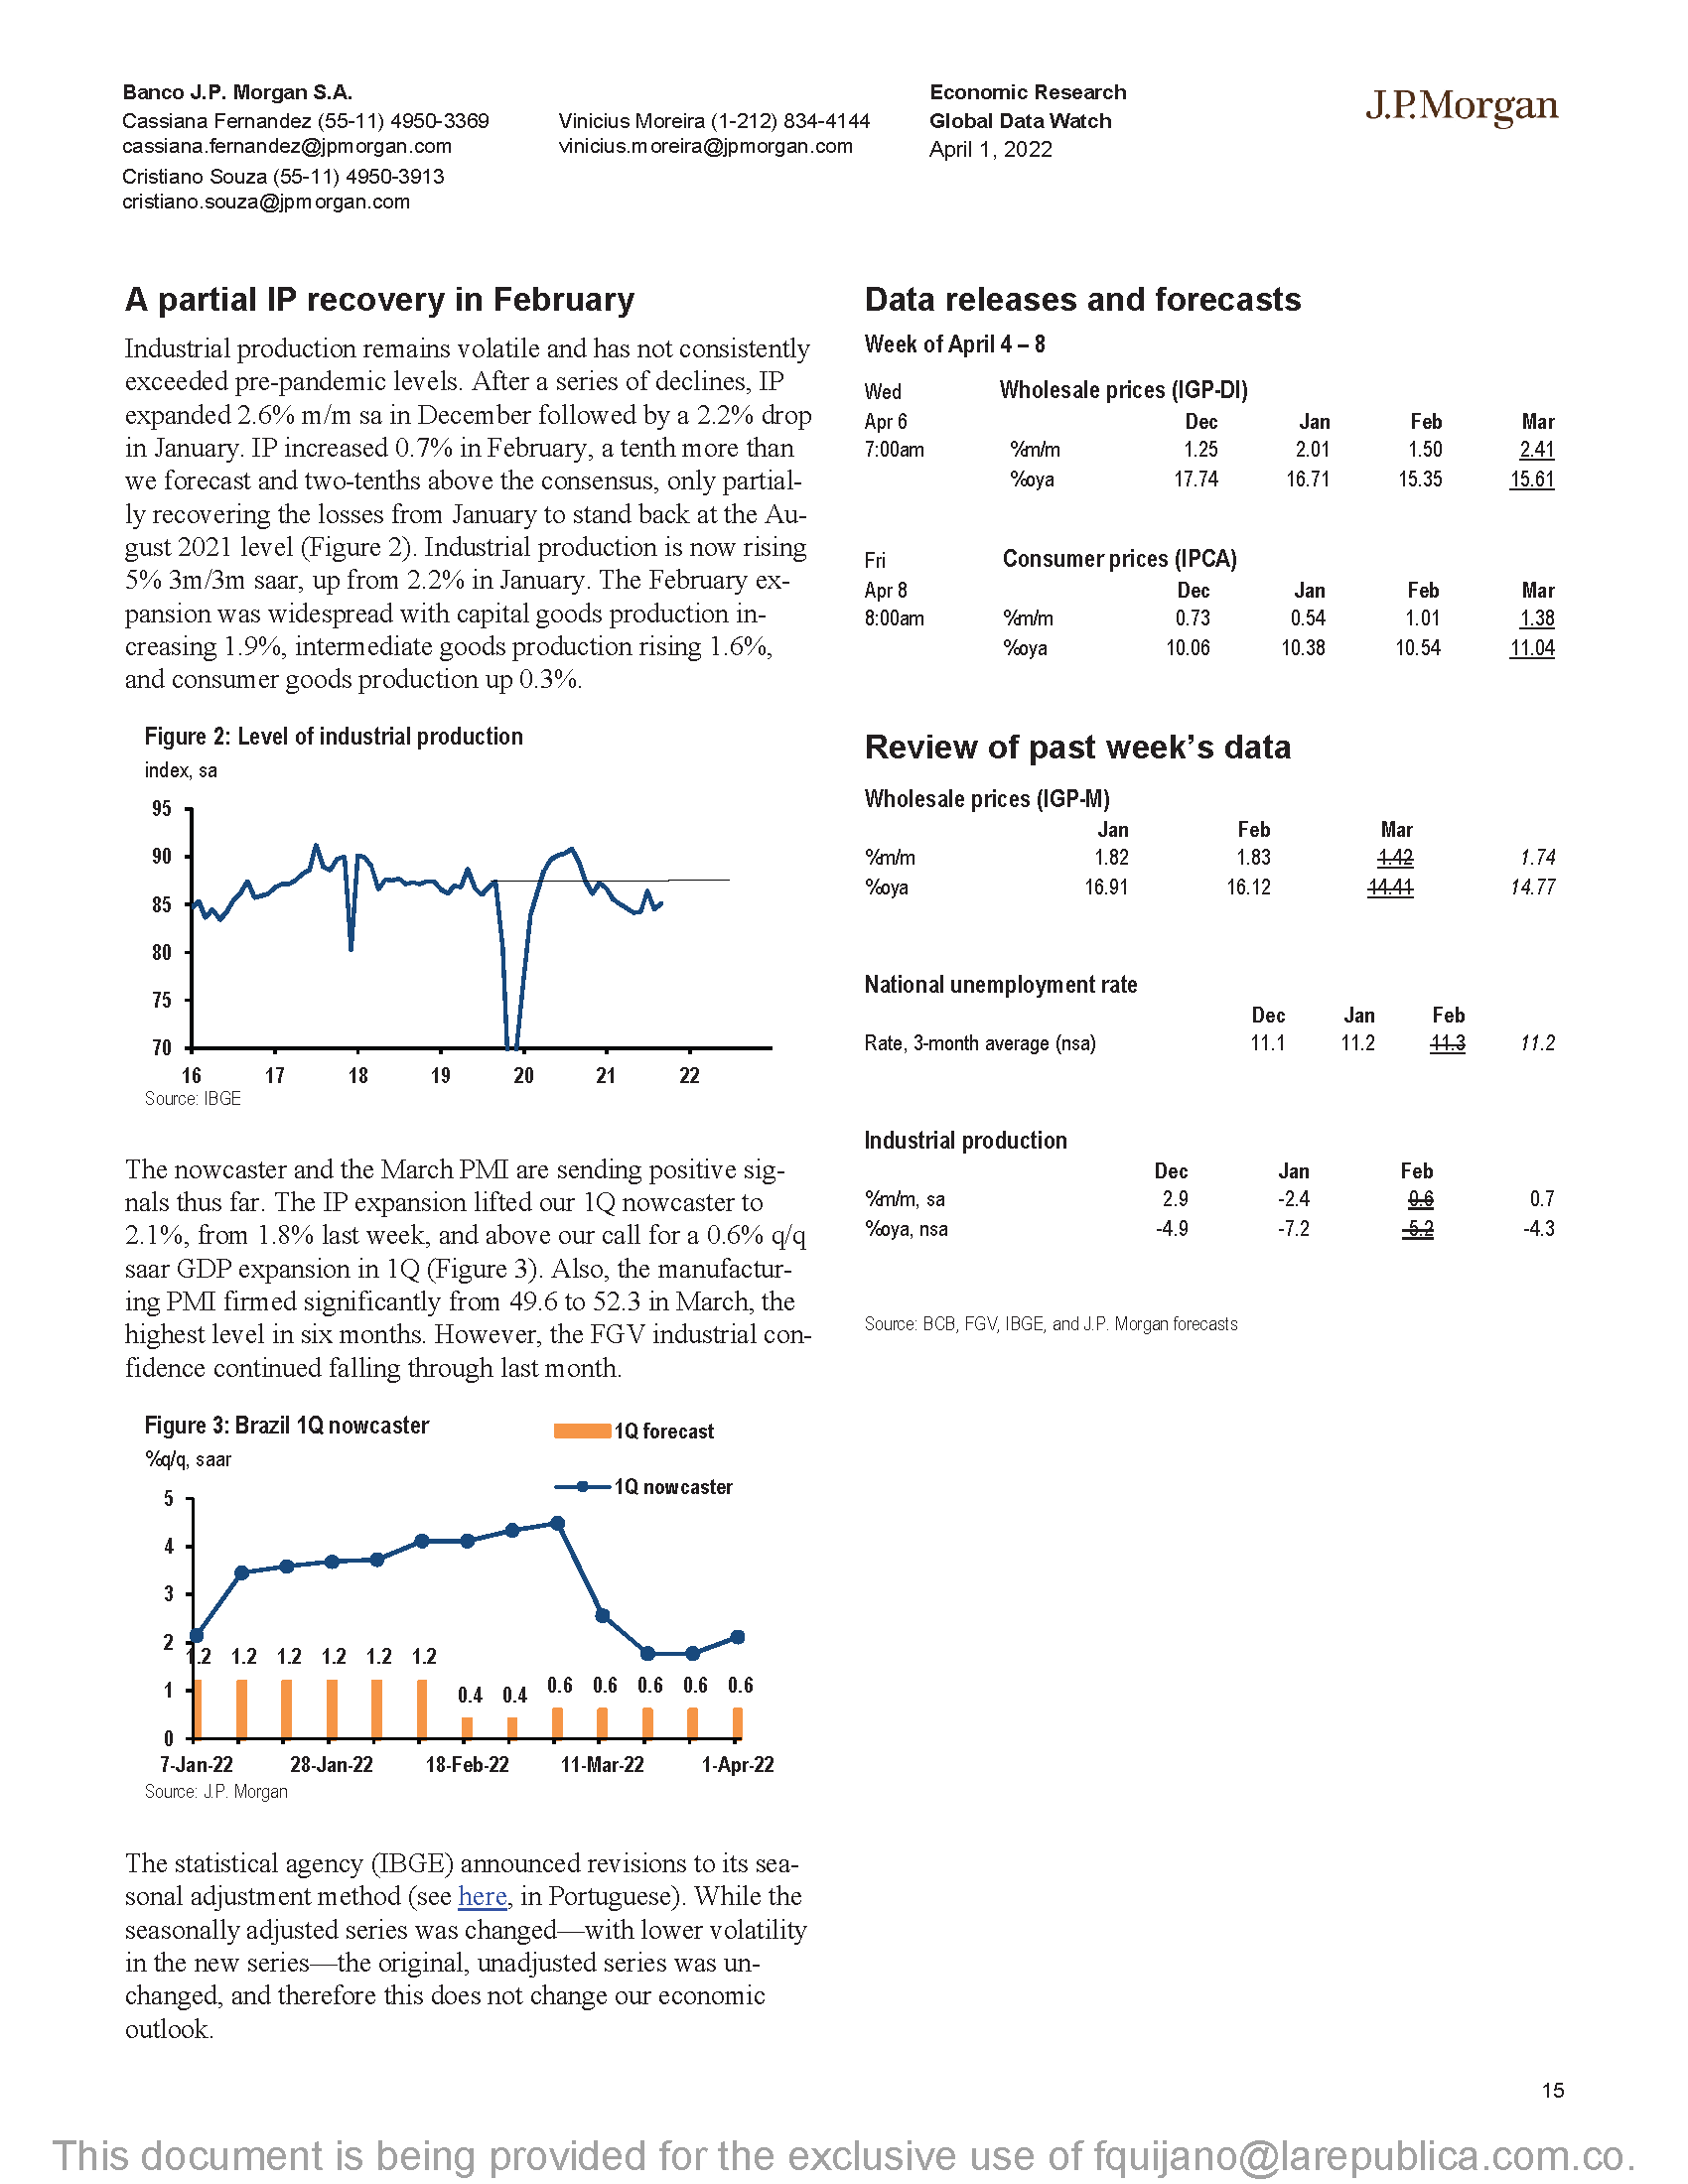 Banco J.P. Morgan S.A.
Cassiana Fernandez (55-11) 4950-3369
cassiana.fernandez@jpmorgan.com
Cristiano Souza (55-11) 4950-3913
cristiano.souza@jpmorgan.com
Vinicius Moreira (1-212) 834-4144
vinicius.moreira@jpmorgan.com
Economic Research
Global Data Watch
April 1, 2022
J.P.Morgan
A partial IP recovery in February
Industrial production remains volatile and has not consistently
exceeded pre-pandemic levels. After a series of declines, IP
expanded 2.6% m/m sa in December followed by a 2.2% drop
in January. IP increased 0.7% in February, a tenth more than
we forecast and two-tenths above the consensus, only partial-
ly recovering the losses from January to stand back at the Au-
gust 2021 level (Figure 2). Industrial production is now rising
5% 3m/3m saar, up from 2.2% in January. The February ex-
pansion was widespread with capital goods production in-
creasing 1.9%, intermediate goods production rising 1.6%,
and consumer goods production up 0.3%.
Figure 2: Level of industrial production
index, sa
95
90
85
80
75
70
16 17 18 19 20 21 22
Source: IBGE
The nowcaster and the March PMI are sending positive sig-
nals thus far. The IP expansion lifted our 1Q nowcaster to
2.1%, from 1.8% last week, and above our call for a 0.6% q/q
saar GDP expansion in 1Q (Figure 3). Also, the manufactur-
ing PMI firmed significantly from 49.6 to 52.3 in March, the
highest level in six months. However, the FGV industrial con-
fidence continued falling through last month.
Figure 3: Brazil 1Q nowcaster
%q/q, saar
1Q forecast
1Q nowcaster
5
4
3
2
1
0
1.2 1.2 1.2 1.2 1.2 1.2 0.4 0.4 0.6 0.6 0.6 0.6 0.6
7-Jan-22 28-Jan-22 18-Feb-22 11-Mar-22 1-Apr-22
Source: J.P. Morgan
The statistical agency (IBGE) announced revisions to its sea-
sonal adjustment method (see here, in Portuguese). While the
seasonally adjusted series was changed—with lower volatility
in the new series—the original, unadjusted series was un-
changed, and therefore this does not change our economic
outlook.
Data releases and forecasts
Week of April 4 – 8
Wed Wholesale prices (IGP-DI)
Apr 6 Dec Jan Feb Mar
7:00am %m/m 1.25 2.01 1.50 2.41
%oya 17.74 16.71 15.35 15.61
Fri Consumer prices (IPCA)
Apr 8 Dec Jan Feb Mar
8:00am %m/m 0.73 0.54 1.01 1.38
%oya 10.06 10.38 10.54 11.04
Review of past week's data
Wholesale prices (IGP-M)
Jan Feb Mar
%m/m 1.82 1.83 1.42 1.74
%oya 16.91 16.12 14.41 14.77
National unemployment rate
Dec Jan Feb
Rate, 3-month average (nsa) 11.1 11.2 11.3 11.2
Industrial production
Dec Jan Feb
%m/m, sa 2.9 -2.4 0.6 0.7
%oya, nsa -4.9 -7.2 -5.2 -4.3
Source: BCB, FGV, IBGE, and J.P. Morgan forecasts
15
This document is being provided for the exclusive use of fquijano@larepublica.com.co.